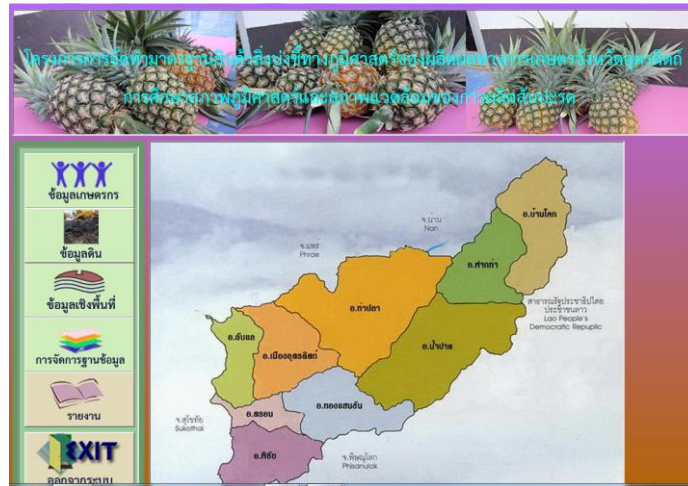 โครงการการจัดทำมาตรฐานสินค้าสิ่งบ่งชี้ทางภูมิศาสตร์ของผลิตผลทางการเกษตรจังหวัดอุตรดิตถ์
การศึกษาสภาพภูมิศาสตร์และสภาพแวดล้อมของการผลิตสับปะรด
ข้อมูลเกษตรกร
ข้อมูลดิน
ข้อมูลเชิงพื้นที่
การจัดการฐานข้อมูล
รายงาน
EXIT
ออกจากระบบ
อ.บ้านโคก
จ.น่าน
Nan
จ.แพร่
Phrae
อ.ฟากท่า
สาธารณรัฐประชาธิปไตย
ประชาชนลาว
Lao People's
Democratic Repuplic
อ.ท่าปลา
อ.ลับแล
อ.เมืองอุตรดิตถ์
อ.น้ำปาด
อ.ตรอน
อ.ทองแสนขัน
จ.สุโขทัย
Sukothai
อ.พิชัย
จ.พิษณุโลก
Phisanulok